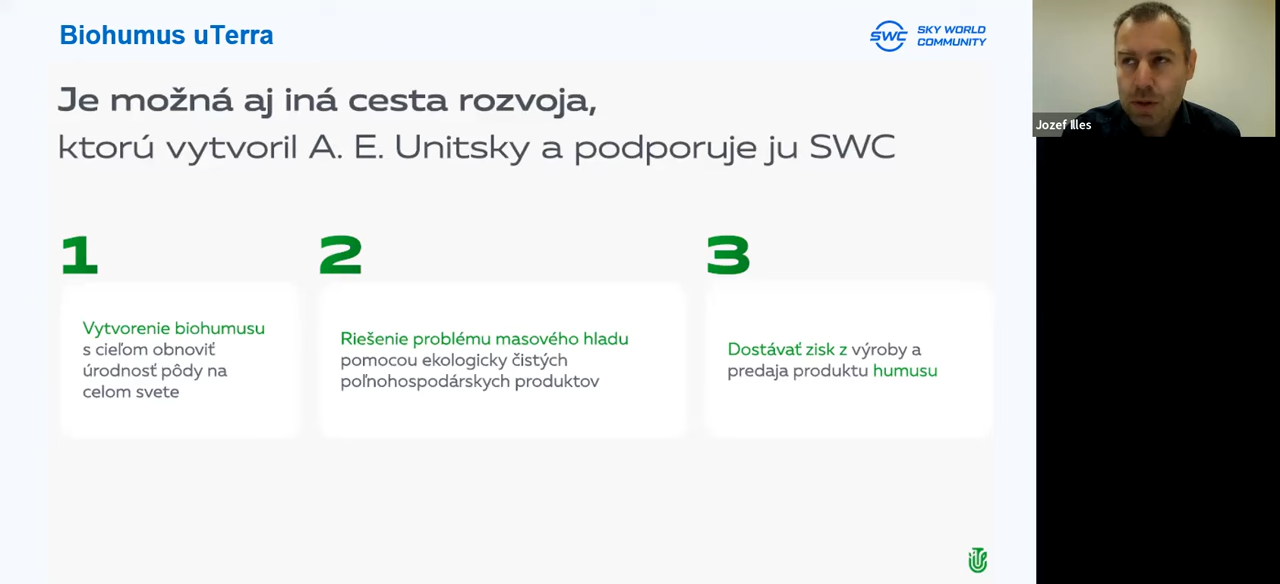 Biohumus uTerra
SWC SKY WORLD
COMMUNITY
Jozef Illes
Je možná aj iná cesta rozvoja,
ktorú vytvoril A. E. Unitsky a podporuje ju SWC
1
Vytvorenie biohumusu
s cieľom obnoviť
úrodnosť pôdy na
celom svete
2
Riešenie problému masového hladu
pomocou ekologicky čistých
poľnohospodárskych produktov
3
Dostávať zisk z výroby a
predaja produktu humusu